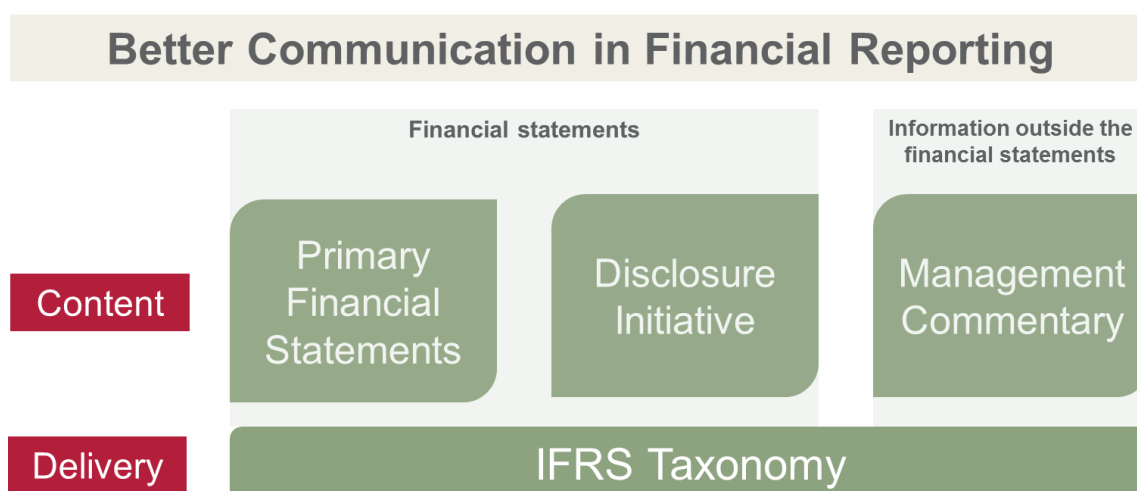 Better Communication in Financial Reporting
Financial statements
Information outside the
financial statements
Content
Primary
Financial
Statements
Disclosure
Initiative
Management
Commentary
Delivery
IFRS Taxonomy